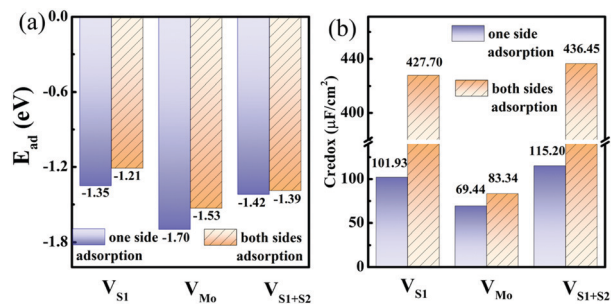 (a)
0.0
-0.6
-1.2
-1.8
E_ad (eV)
-1.35
-1.21
-1.70
-1.53
-1.42
-1.39
one side
adsorption
both sides
adsorption
V_S1
V_Mo
V_S1+S2
(b)
440
400
100
50
0
Credox (μF/cm²)
one side
adsorption
both sides
adsorption
101.93
427.70
69.44
83.34
115.20
436.45
V_S1
V_Mo
V_S1+S2